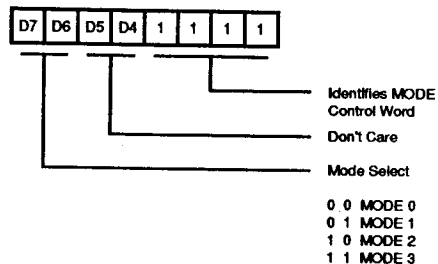 D7 D6 D5 D4 1 1 1 1
Identifies MODE
Control Word
Don't Care
Mode Select
0 0 MODE 0
0 1 MODE 1
1 0 MODE 2
1 1 MODE 3